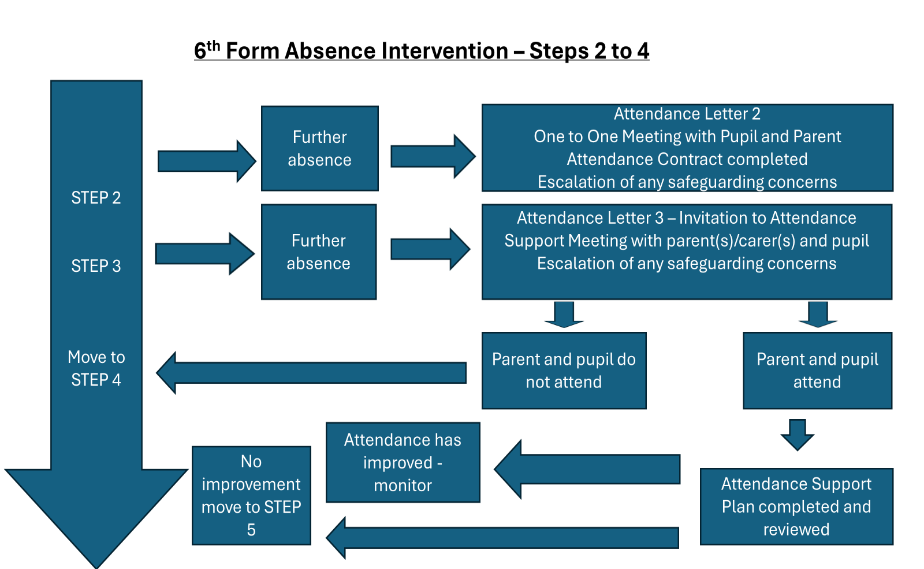 6th Form Absence Intervention – Steps 2 to 4
STEP 2
Further
absence
Attendance Letter 2
One to One Meeting with Pupil and Parent
Attendance Contract completed
Escalation of any safeguarding concerns
STEP 3
Further
absence
Attendance Letter 3 – Invitation to Attendance
Support Meeting with parent(s)/carer(s) and pupil
Escalation of any safeguarding concerns
Move to
STEP 4
Parent and pupil do
not attend
Parent and pupil
attend
Attendance has
improved -
monitor
No
improvement
move to STEP
5
Attendance Support
Plan completed and
reviewed